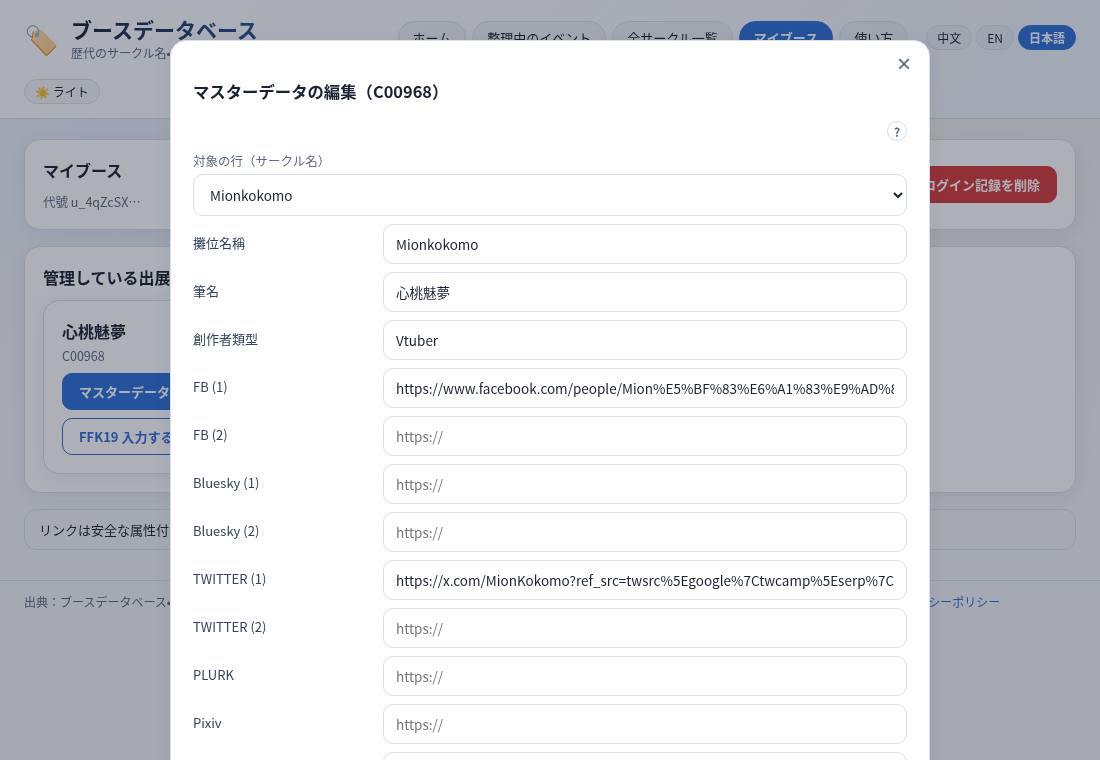 ブースデータベース
歴代のサークル名•
ホーム
整理中のイベント
全サークル一覧
マイブース
使い方
中文
EN
日本語
☀️ ライト
マイブース
代號 u_4qZcSX…
ログイン記録を削除
管理している出展
心桃魅夢
C00968
マスターデータ
FFK19 入力する
リンクは安全な属性付
出典：ブースデータベース•
シーポリシー
×
マスターデータの編集（C00968）
?
対象の行（サークル名）
Mionkokomo
攤位名稱
Mionkokomo
筆名
心桃魅夢
創作者類型
Vtuber
FB (1)
https://www.facebook.com/people/Mion%E5%BF%83%E6%A1%83%E9%AD%8
FB (2)
https://
Bluesky (1)
https://
Bluesky (2)
https://
TWITTER (1)
https://x.com/MionKokomo?ref_src=twsrc%5Egoogle%7Ctwcamp%5Eserp%7C
TWITTER (2)
https://
PLURK
https://
Pixiv
https://